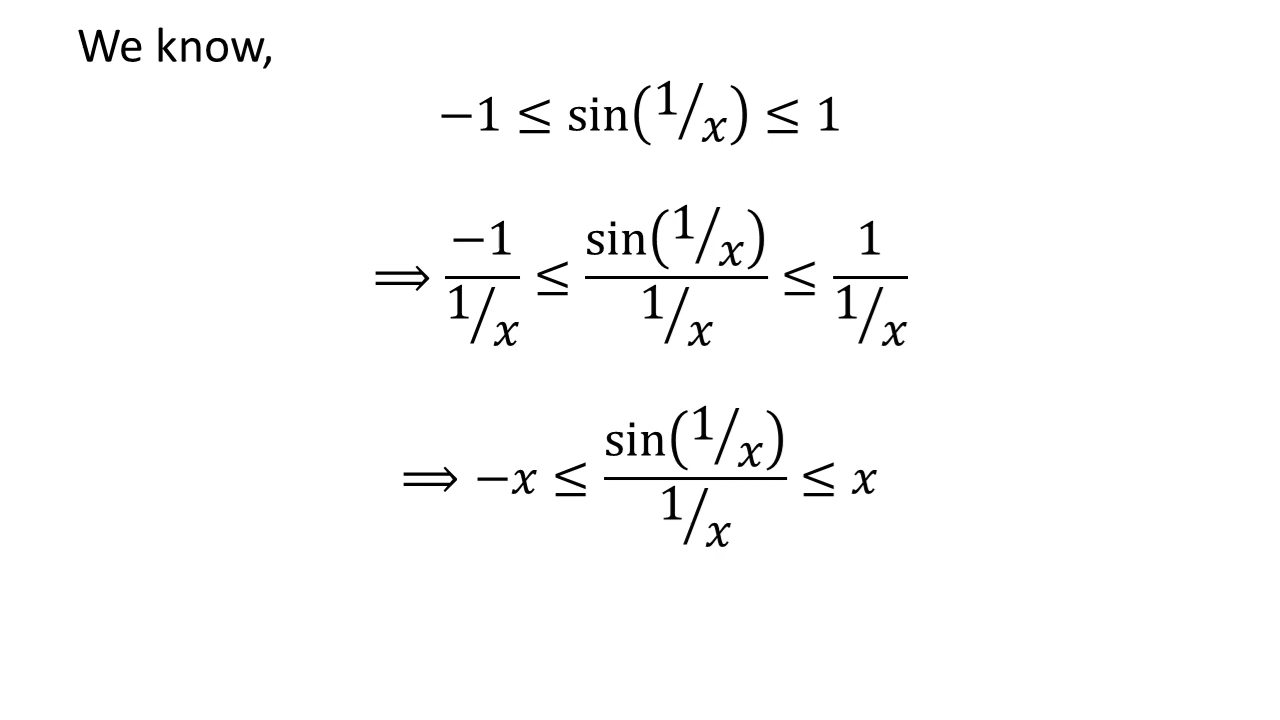 We know,
−1 ≤ sin(1/x) ≤ 1
⟹ −1/(1/x) ≤ sin(1/x)/(1/x) ≤ 1/(1/x)
⟹ −x ≤ sin(1/x)/(1/x) ≤ x